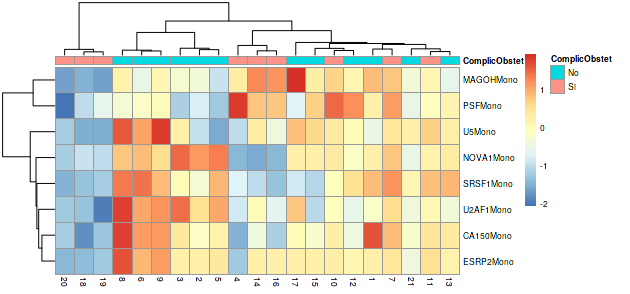 ComplicObstet
ComplicObstet
No
Si
1
0
-1
-2
MAGOHMono
PSFMono
U5Mono
NOVA1Mono
SRSF1Mono
U2AF1Mono
CA150Mono
ESRP2Mono
20 18 19 8 6 9 3 2 5 4 14 16 17 15 10 12 1 7 21 11 13